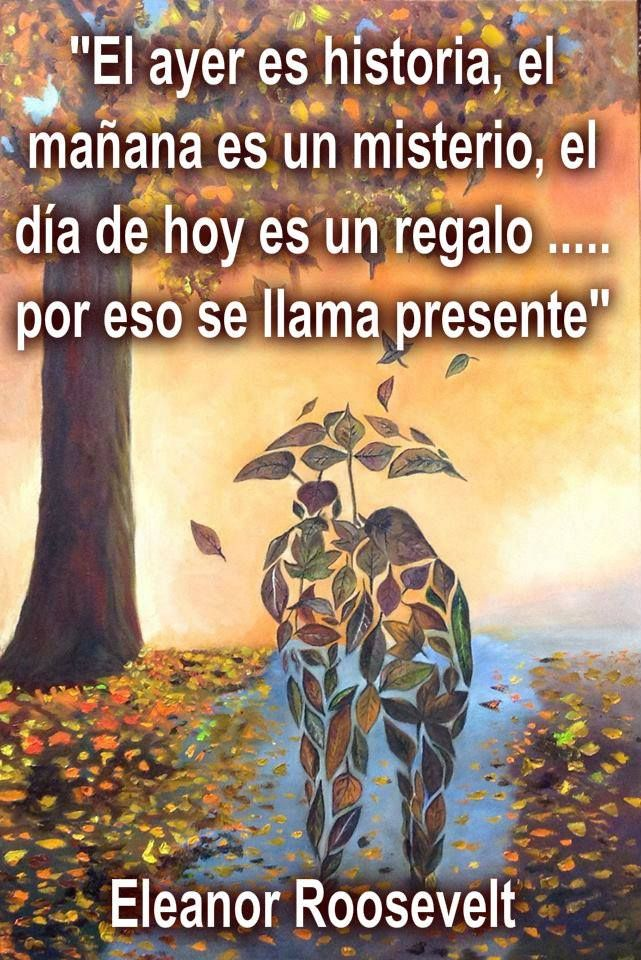 "El ayer es historia, el
mañana es un misterio, el
día de hoy es un regalo .....
por eso se llama presente"
Eleanor Roosevelt